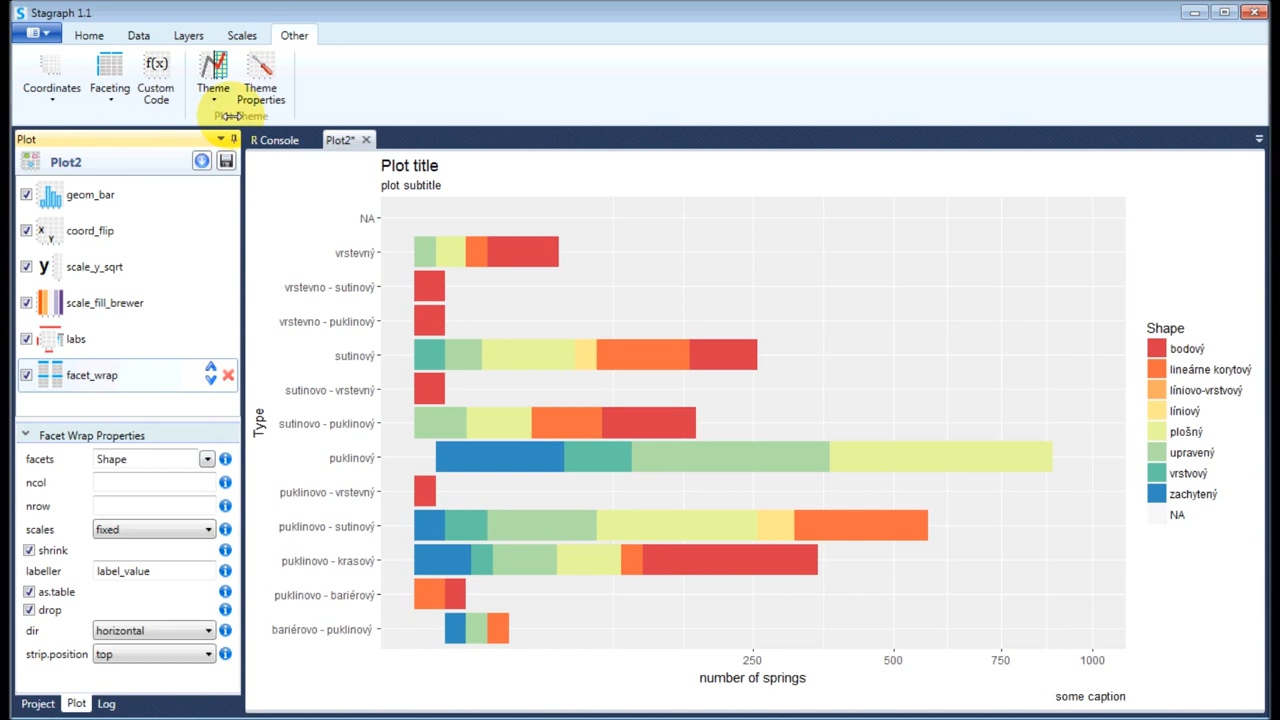 Stagraph 1.1
Home Data Layers Scales Other
Coordinates Faceting Custom Code Theme Theme Properties
Plot
R Console Plot2*
Plot2
geom_bar
coord_flip
scale_y_sqrt
scale_fill_brewer
labs
facet_wrap
Facet Wrap Properties
facets Shape
ncol
nrow
scales fixed
shrink
labeller label_value
as.table
drop
dir horizontal
strip.position top
Project Plot Log
Plot title
plot subtitle
NA
vrstevný
vrstevno - sutinový
vrstevno - puklinový
sutinový
sutinovo - vrstevný
sutinovo - puklinový
puklinový
puklinovo - vrstevný
puklinovo - sutinový
puklinovo - krasový
puklinovo - bariérový
bariérovo - puklinový
Type
250 500 750 1000
number of springs
some caption
Shape
bodový
lineárne korytový
líniovo-vrstvový
líniový
plošný
upravený
vrstvový
zachytený
NA